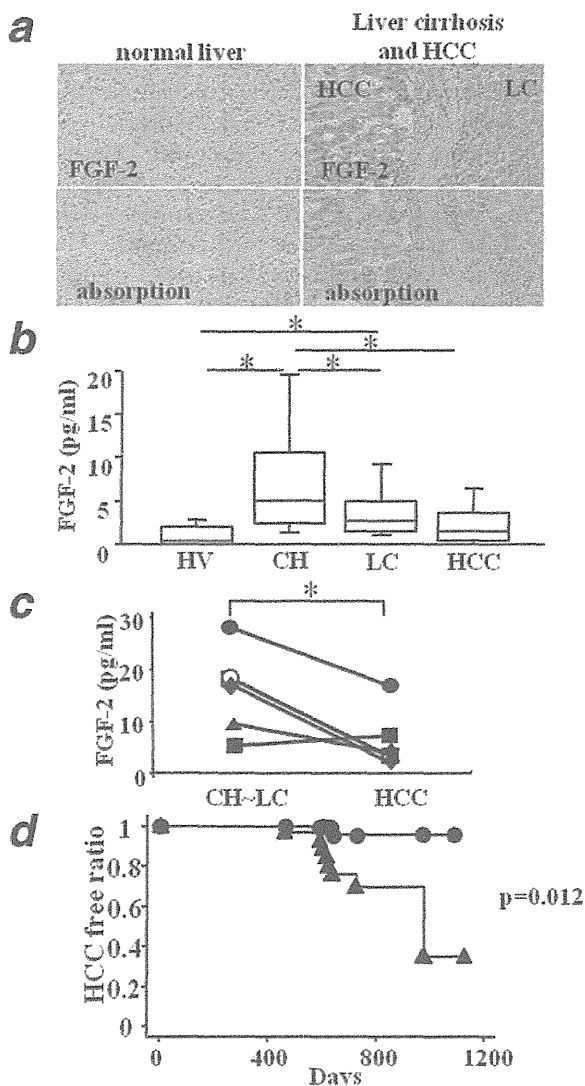 a
normal liver
Liver cirrhosis
and HCC
HCC
LC
FGF-2
FGF-2
absorption
absorption
b
*
*
*
*
FGF-2 (pg/ml)
20
15
10
5
0
HV
CH
LC
HCC
c
*
FGF-2 (pg/ml)
30
20
10
0
CH~LC
HCC
d
HCC free ratio
1
0.8
0.6
0.4
0.2
0
p=0.012
0
400
800
1200
Days